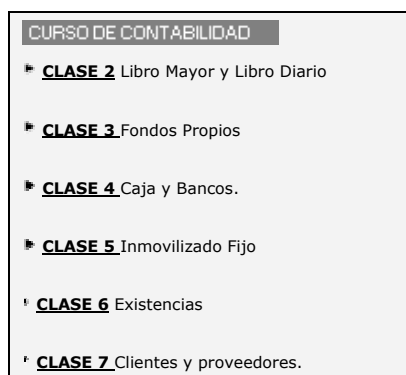 CURSO DE CONTABILIDAD
CLASE 2 Libro Mayor y Libro Diario
CLASE 3 Fondos Propios
CLASE 4 Caja y Bancos.
CLASE 5 Inmovilizado Fijo
CLASE 6 Existencias
CLASE 7 Clientes y proveedores.